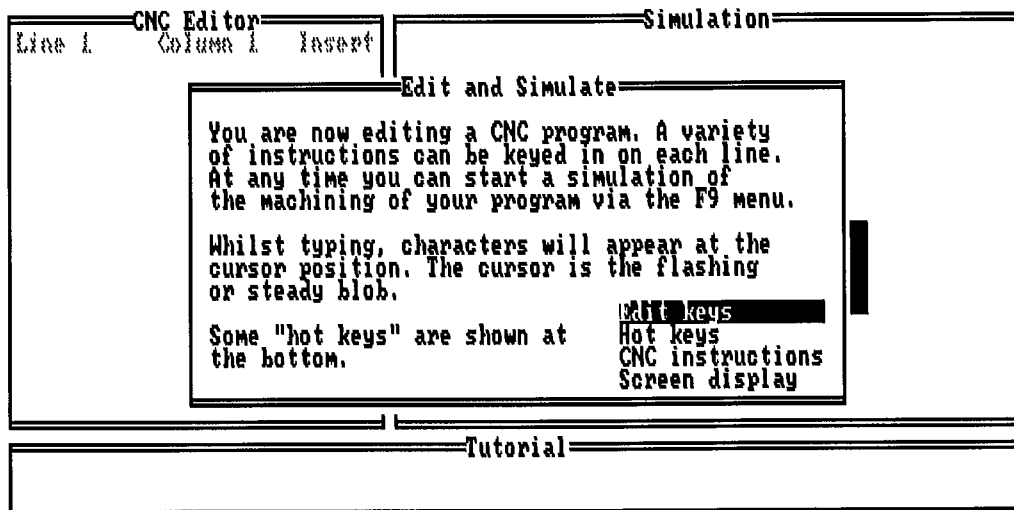 CNC Editor
Simulation
Line 1 Column 1 Insert
Edit and Simulate
You are now editing a CNC program. A variety
of instructions can be keyed in on each line.
At any time you can start a simulation of
the machining of your program via the F9 menu.
Whilst typing, characters will appear at the
cursor position. The cursor is the flashing
or steady blob.
Some "hot keys" are shown at
the bottom.
Edit keys
Hot keys
CNC instructions
Screen display
Tutorial